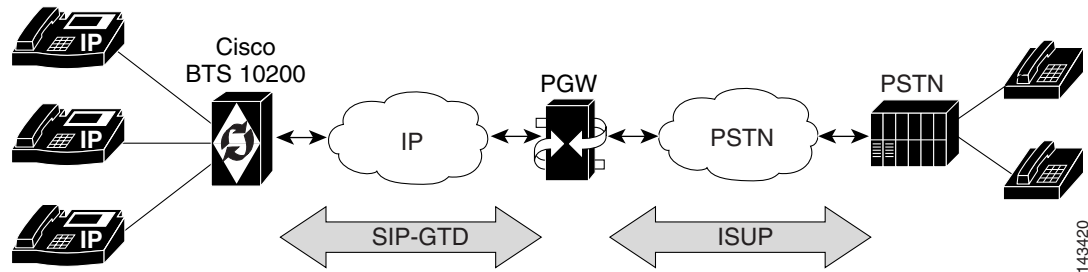 IP
Cisco
BTS 10200
PGW
PSTN
IP
IP
PSTN
IP
SIP-GTD
ISUP
143420